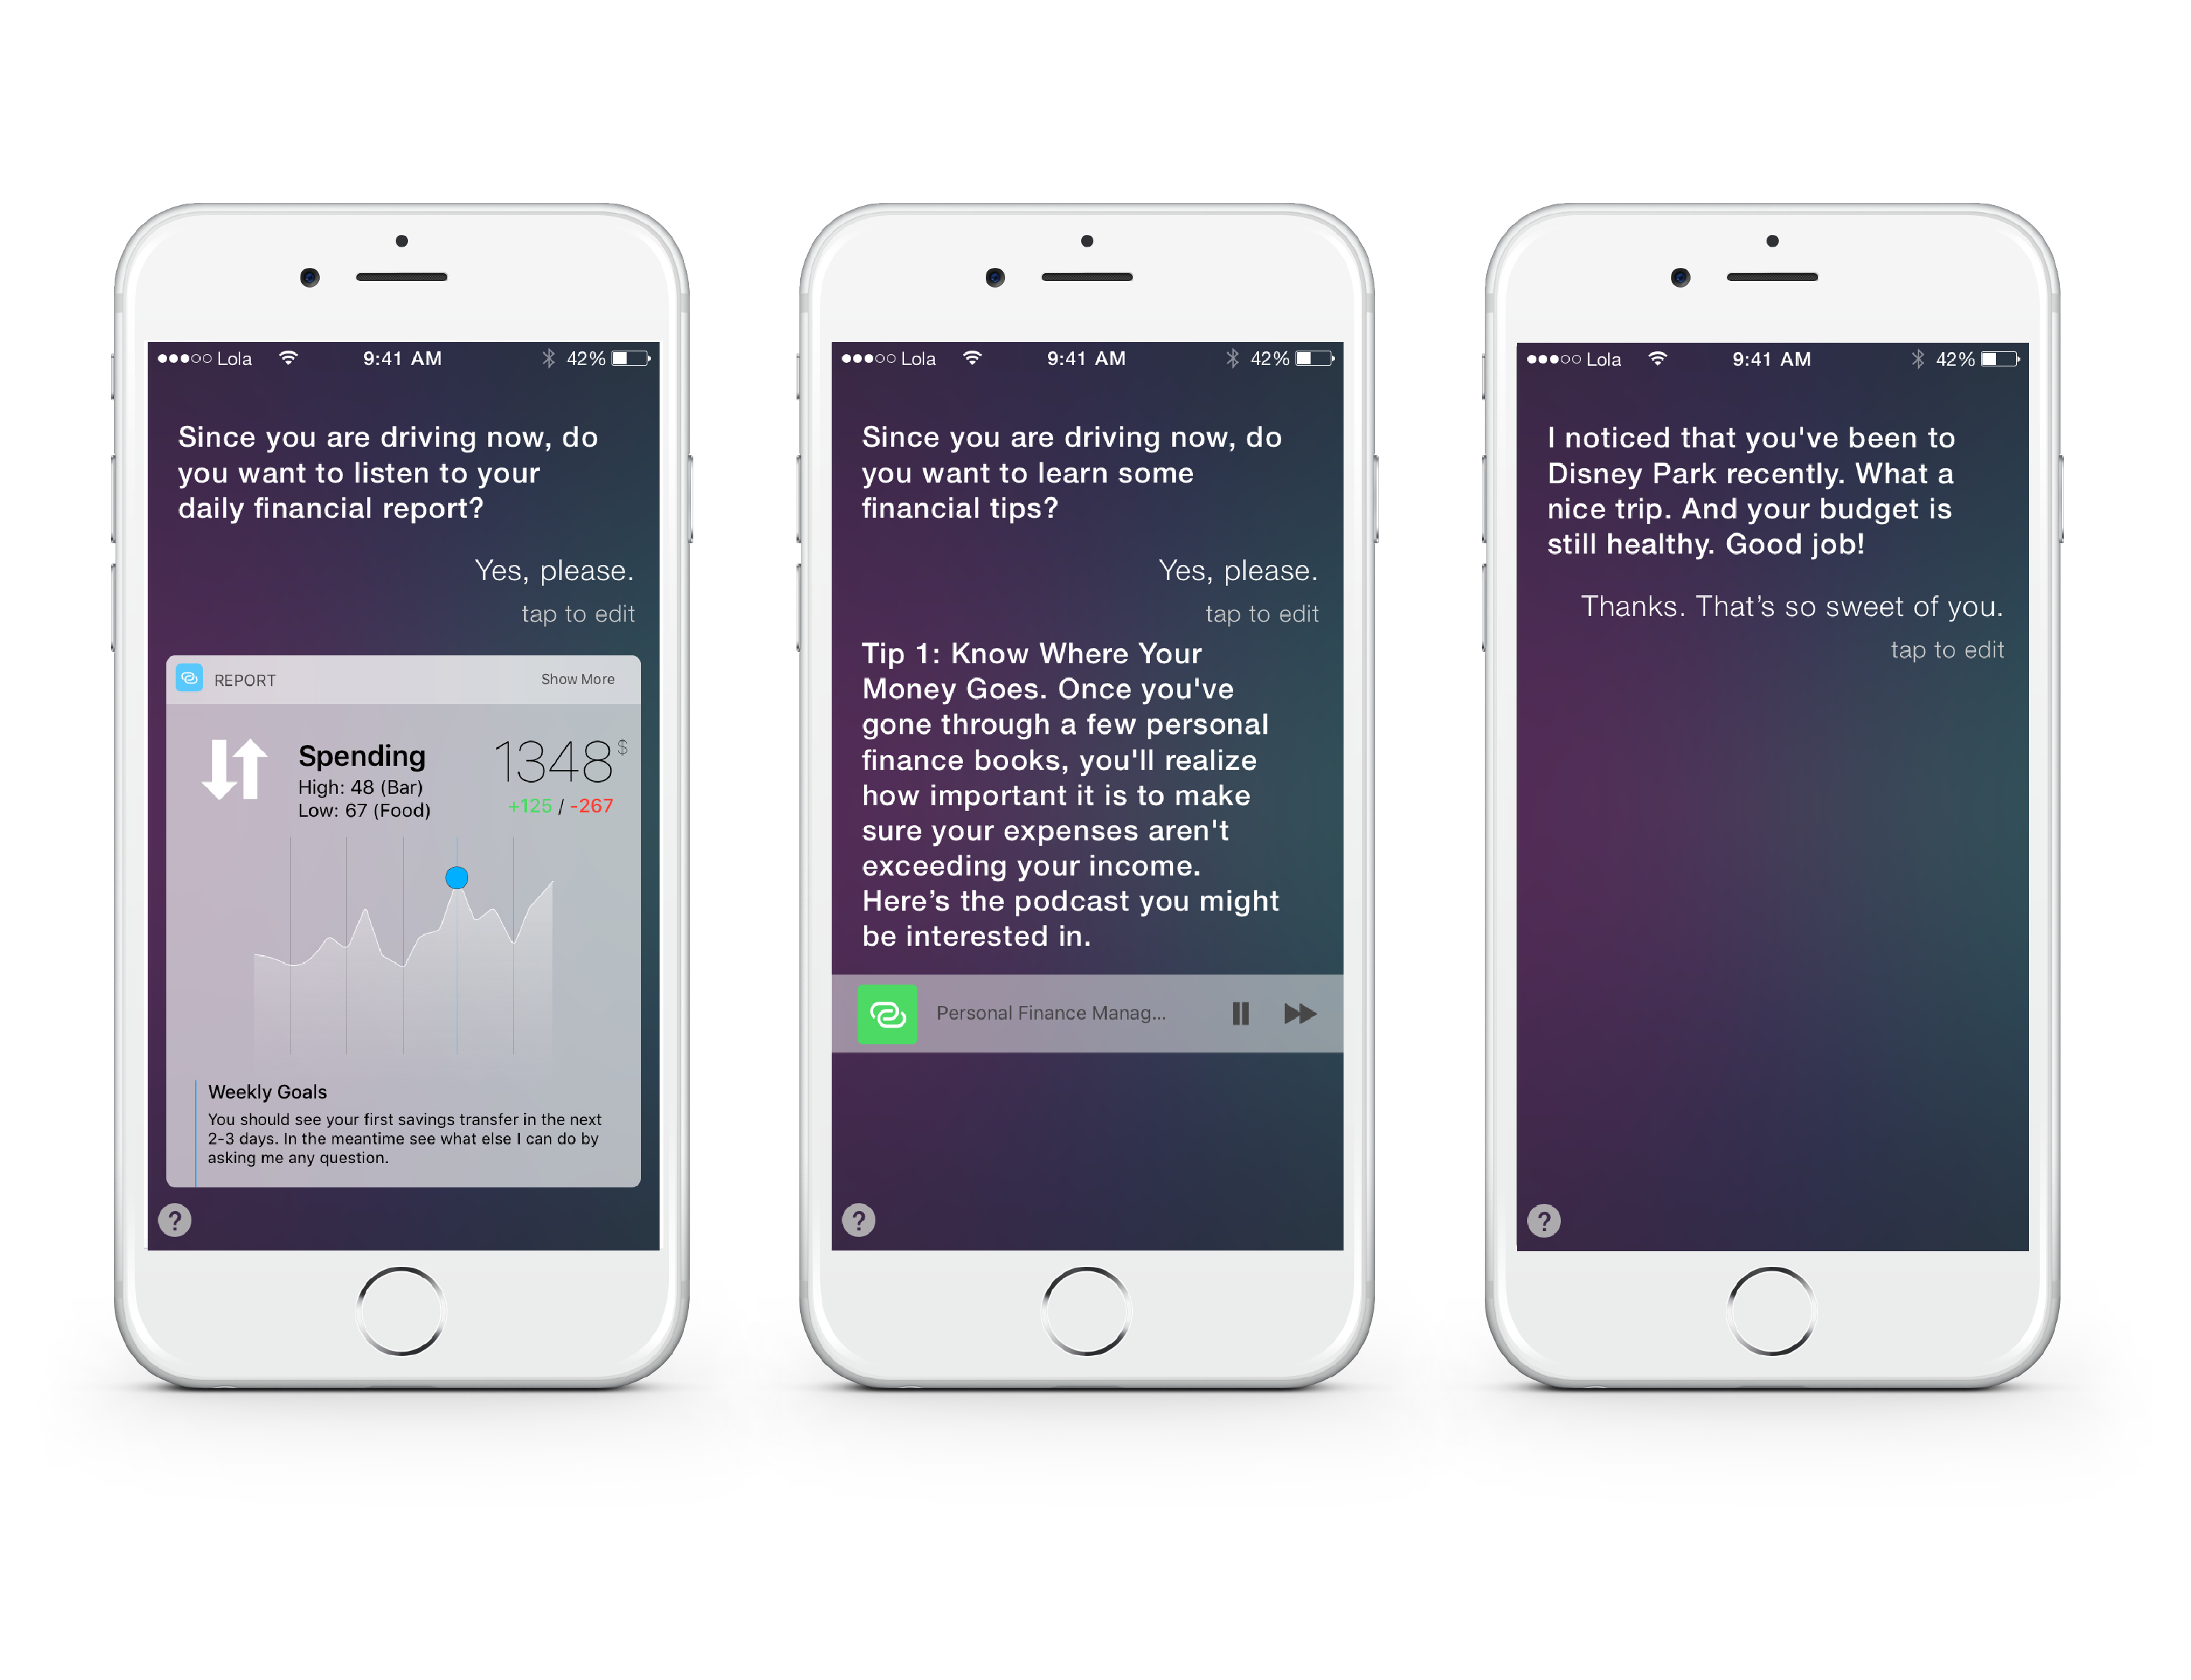 Lola 9:41 AM 42%
Since you are driving now, do
you want to listen to your
daily financial report?
Yes, please.
tap to edit
REPORT Show More
Spending 1348$
High: 48 (Bar)
Low: 67 (Food) +125 / -267
Weekly Goals
You should see your first savings transfer in the next
2-3 days. In the meantime see what else I can do by
asking me any question.
?
Lola 9:41 AM 42%
Since you are driving now, do
you want to learn some
financial tips?
Yes, please.
tap to edit
Tip 1: Know Where Your
Money Goes. Once you've
gone through a few personal
finance books, you'll realize
how important it is to make
sure your expenses aren't
exceeding your income.
Here’s the podcast you might
be interested in.
Personal Finance Manag...
?
Lola 9:41 AM 42%
I noticed that you've been to
Disney Park recently. What a
nice trip. And your budget is
still healthy. Good job!
Thanks. That’s so sweet of you.
tap to edit
?